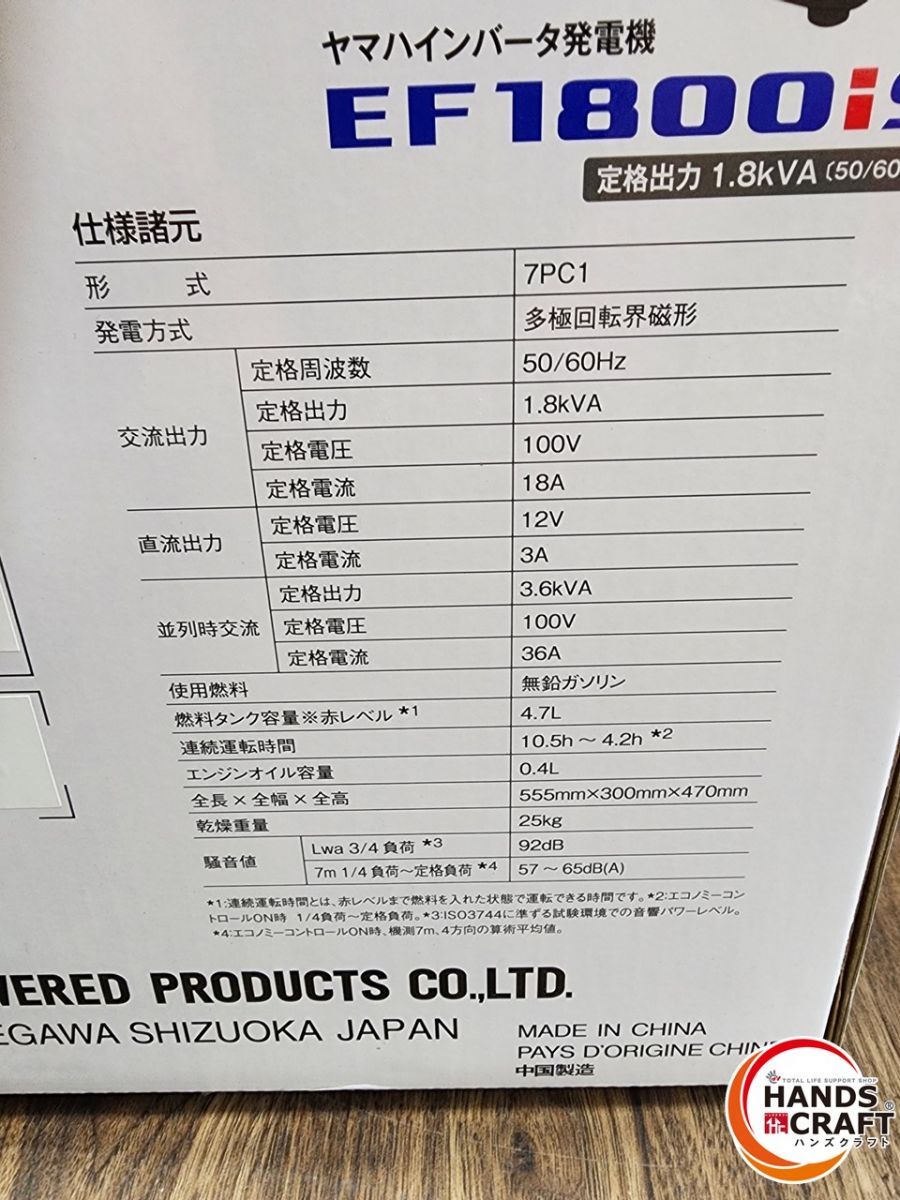 ヤマハインバータ発電機
EF1800i
定格出力 1.8kVA (50/60
仕様諸元
形 式 7PC1
発電方式 多極回転界磁形
交流出力 定格周波数 50/60Hz
定格出力 1.8kVA
定格電圧 100V
定格電流 18A
直流出力 定格電圧 12V
定格電流 3A
並列時交流 定格出力 3.6kVA
定格電圧 100V
定格電流 36A
使用燃料 無鉛ガソリン
燃料タンク容量※赤レベル *1 4.7L
連続運転時間 10.5h ~ 4.2h *2
エンジンオイル容量 0.4L
全長×全幅×全高 555mm×300mm×470mm
乾燥重量 25kg
騒音値 Lwa 3/4 負荷 *3 92dB
7m 1/4 負荷~定格負荷 *4 57 ~ 65dB(A)
*1:連続運転時間とは、赤レベルまで燃料を入れた状態で運転できる時間です。*2:エコノミーコン
トロールON時 1/4負荷~定格負荷。*3:ISO3744に準ずる試験環境での音響パワーレベル。
*4:エコノミーコントロールON時、機測7m、4方向の算術平均値。
WERED PRODUCTS CO.,LTD.
EGAWA SHIZUOKA JAPAN
MADE IN CHINA
PAYS D'ORIGINE CHIN
中国製造
TOTAL LIFE SUPPORT SHOP
HANDS
CRAFT
ハンズクラフト